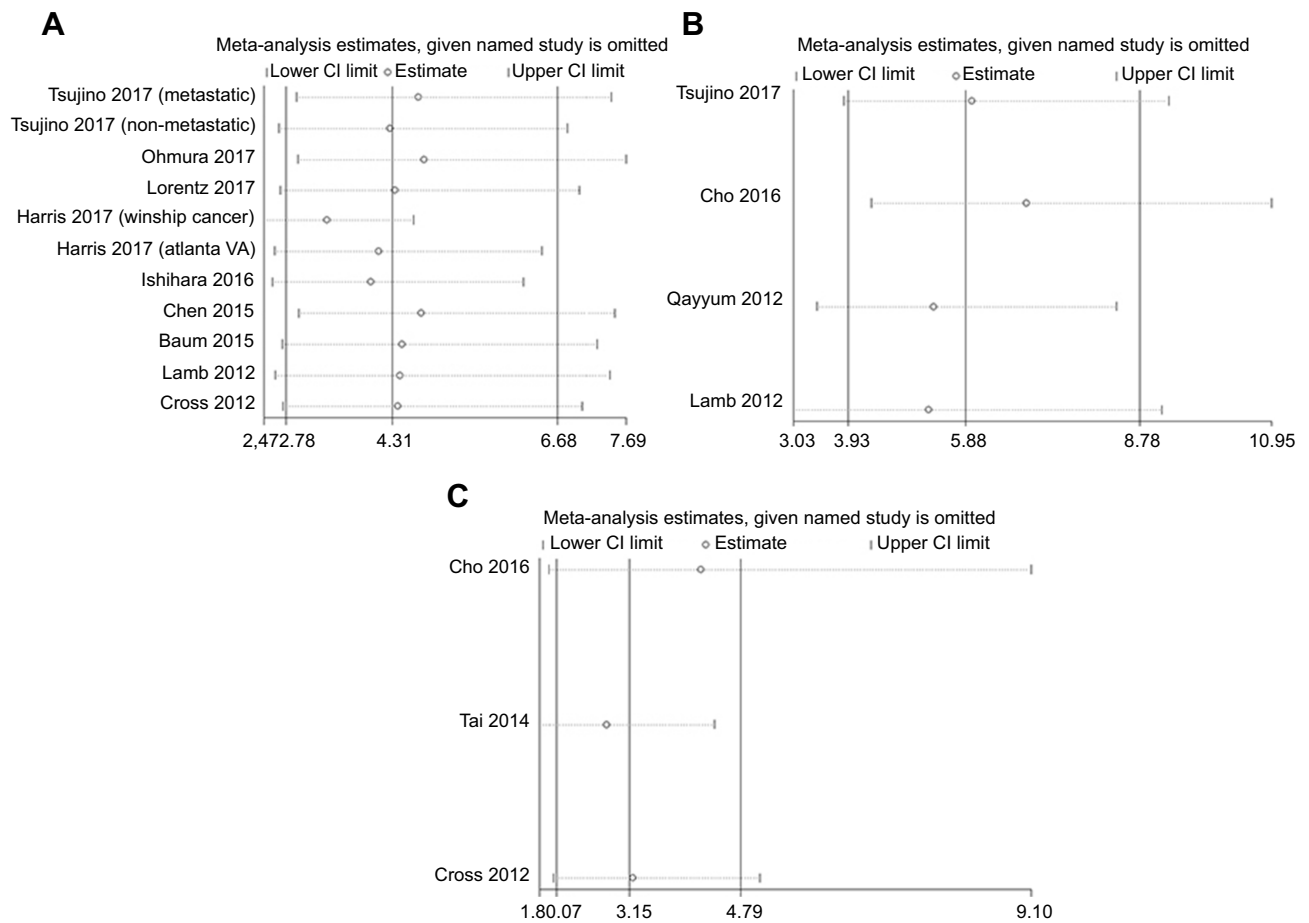 A
Meta-analysis estimates, given named study is omitted
Lower CI limit Estimate Upper CI limit
Tsujino 2017 (metastatic)
Tsujino 2017 (non-metastatic)
Ohmura 2017
Lorentz 2017
Harris 2017 (winship cancer)
Harris 2017 (atlanta VA)
Ishihara 2016
Chen 2015
Baum 2015
Lamb 2012
Cross 2012
2,472.78 4.31 6.68 7.69
B
Meta-analysis estimates, given named study is omitted
Lower CI limit Estimate Upper CI limit
Tsujino 2017
Cho 2016
Qayyum 2012
Lamb 2012
3.03 3.93 5.88 8.78 10.95
C
Meta-analysis estimates, given named study is omitted
Lower CI limit Estimate Upper CI limit
Cho 2016
Tai 2014
Cross 2012
1.80.07 3.15 4.79 9.10